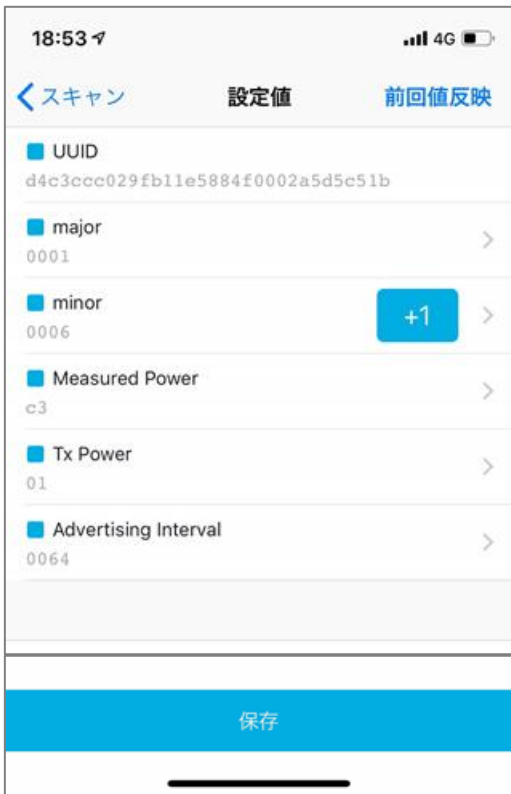 18:53 4G
スキャン 設定値 前回値反映
UUID
d4c3ccc029fb11e5884f0002a5d5c51b
major
0001
minor
0006
+1
Measured Power
c3
Tx Power
01
Advertising Interval
0064
保存